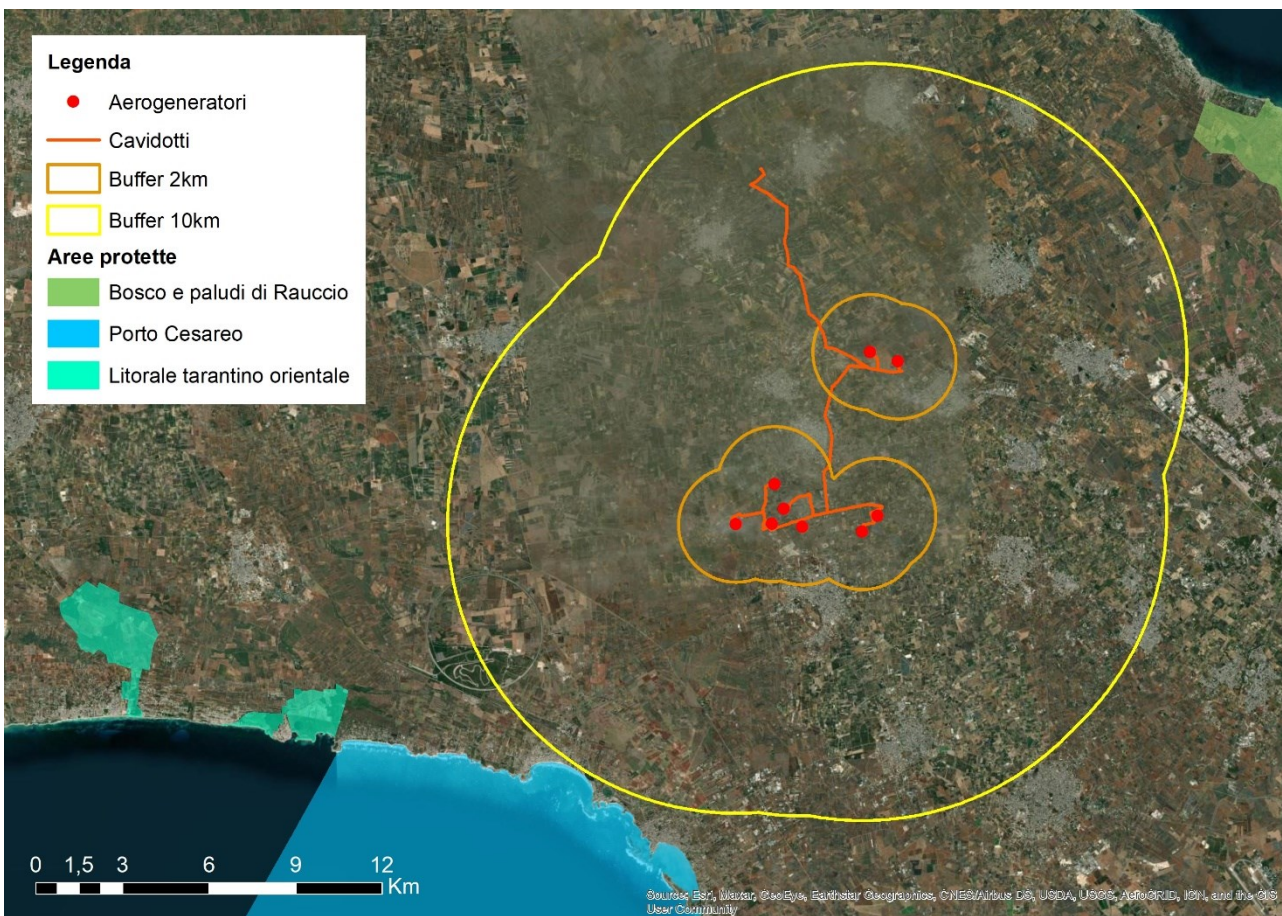 Legenda
Aerogeneratori
Cavidotti
Buffer 2km
Buffer 10km
Aree protette
Bosco e paludi di Rauccio
Porto Cesareo
Litorale tarantino orientale
0 1,5 3 6 9 12
Km
Source: Esri, Maxar, GeoEye, Earthstar Geographics, CNES/Airbus DS, USDA, USGS, AeroGRID, IGN, and the GIS
User Community